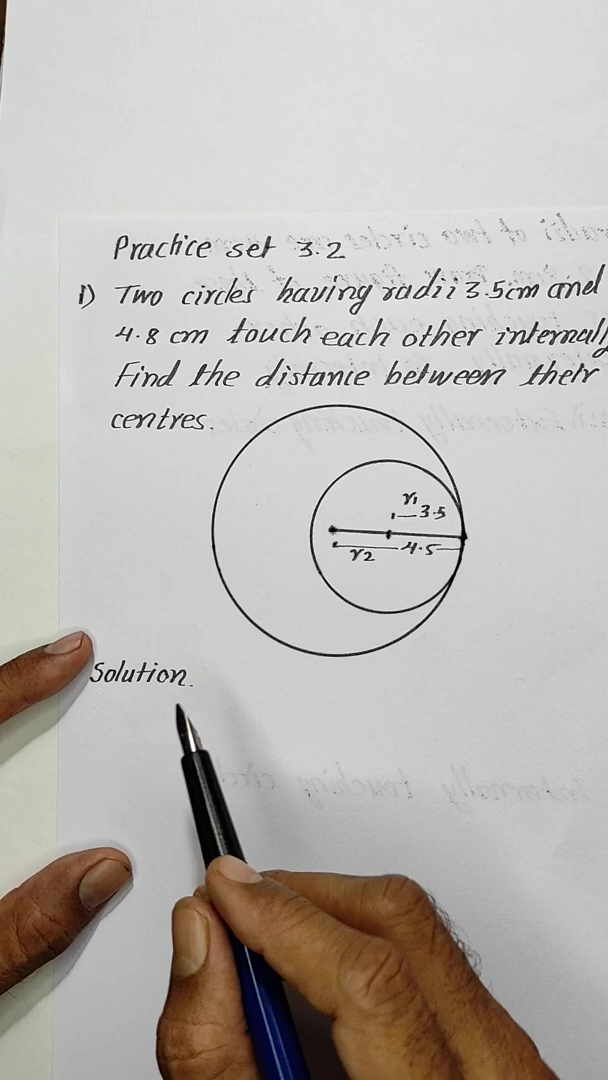 Practice set 3.2
1) Two circles having radii 3.5cm and
4.8 cm touch each other internally
Find the distance between their
centres.
r1
3.5
r2 4.5
Solution.